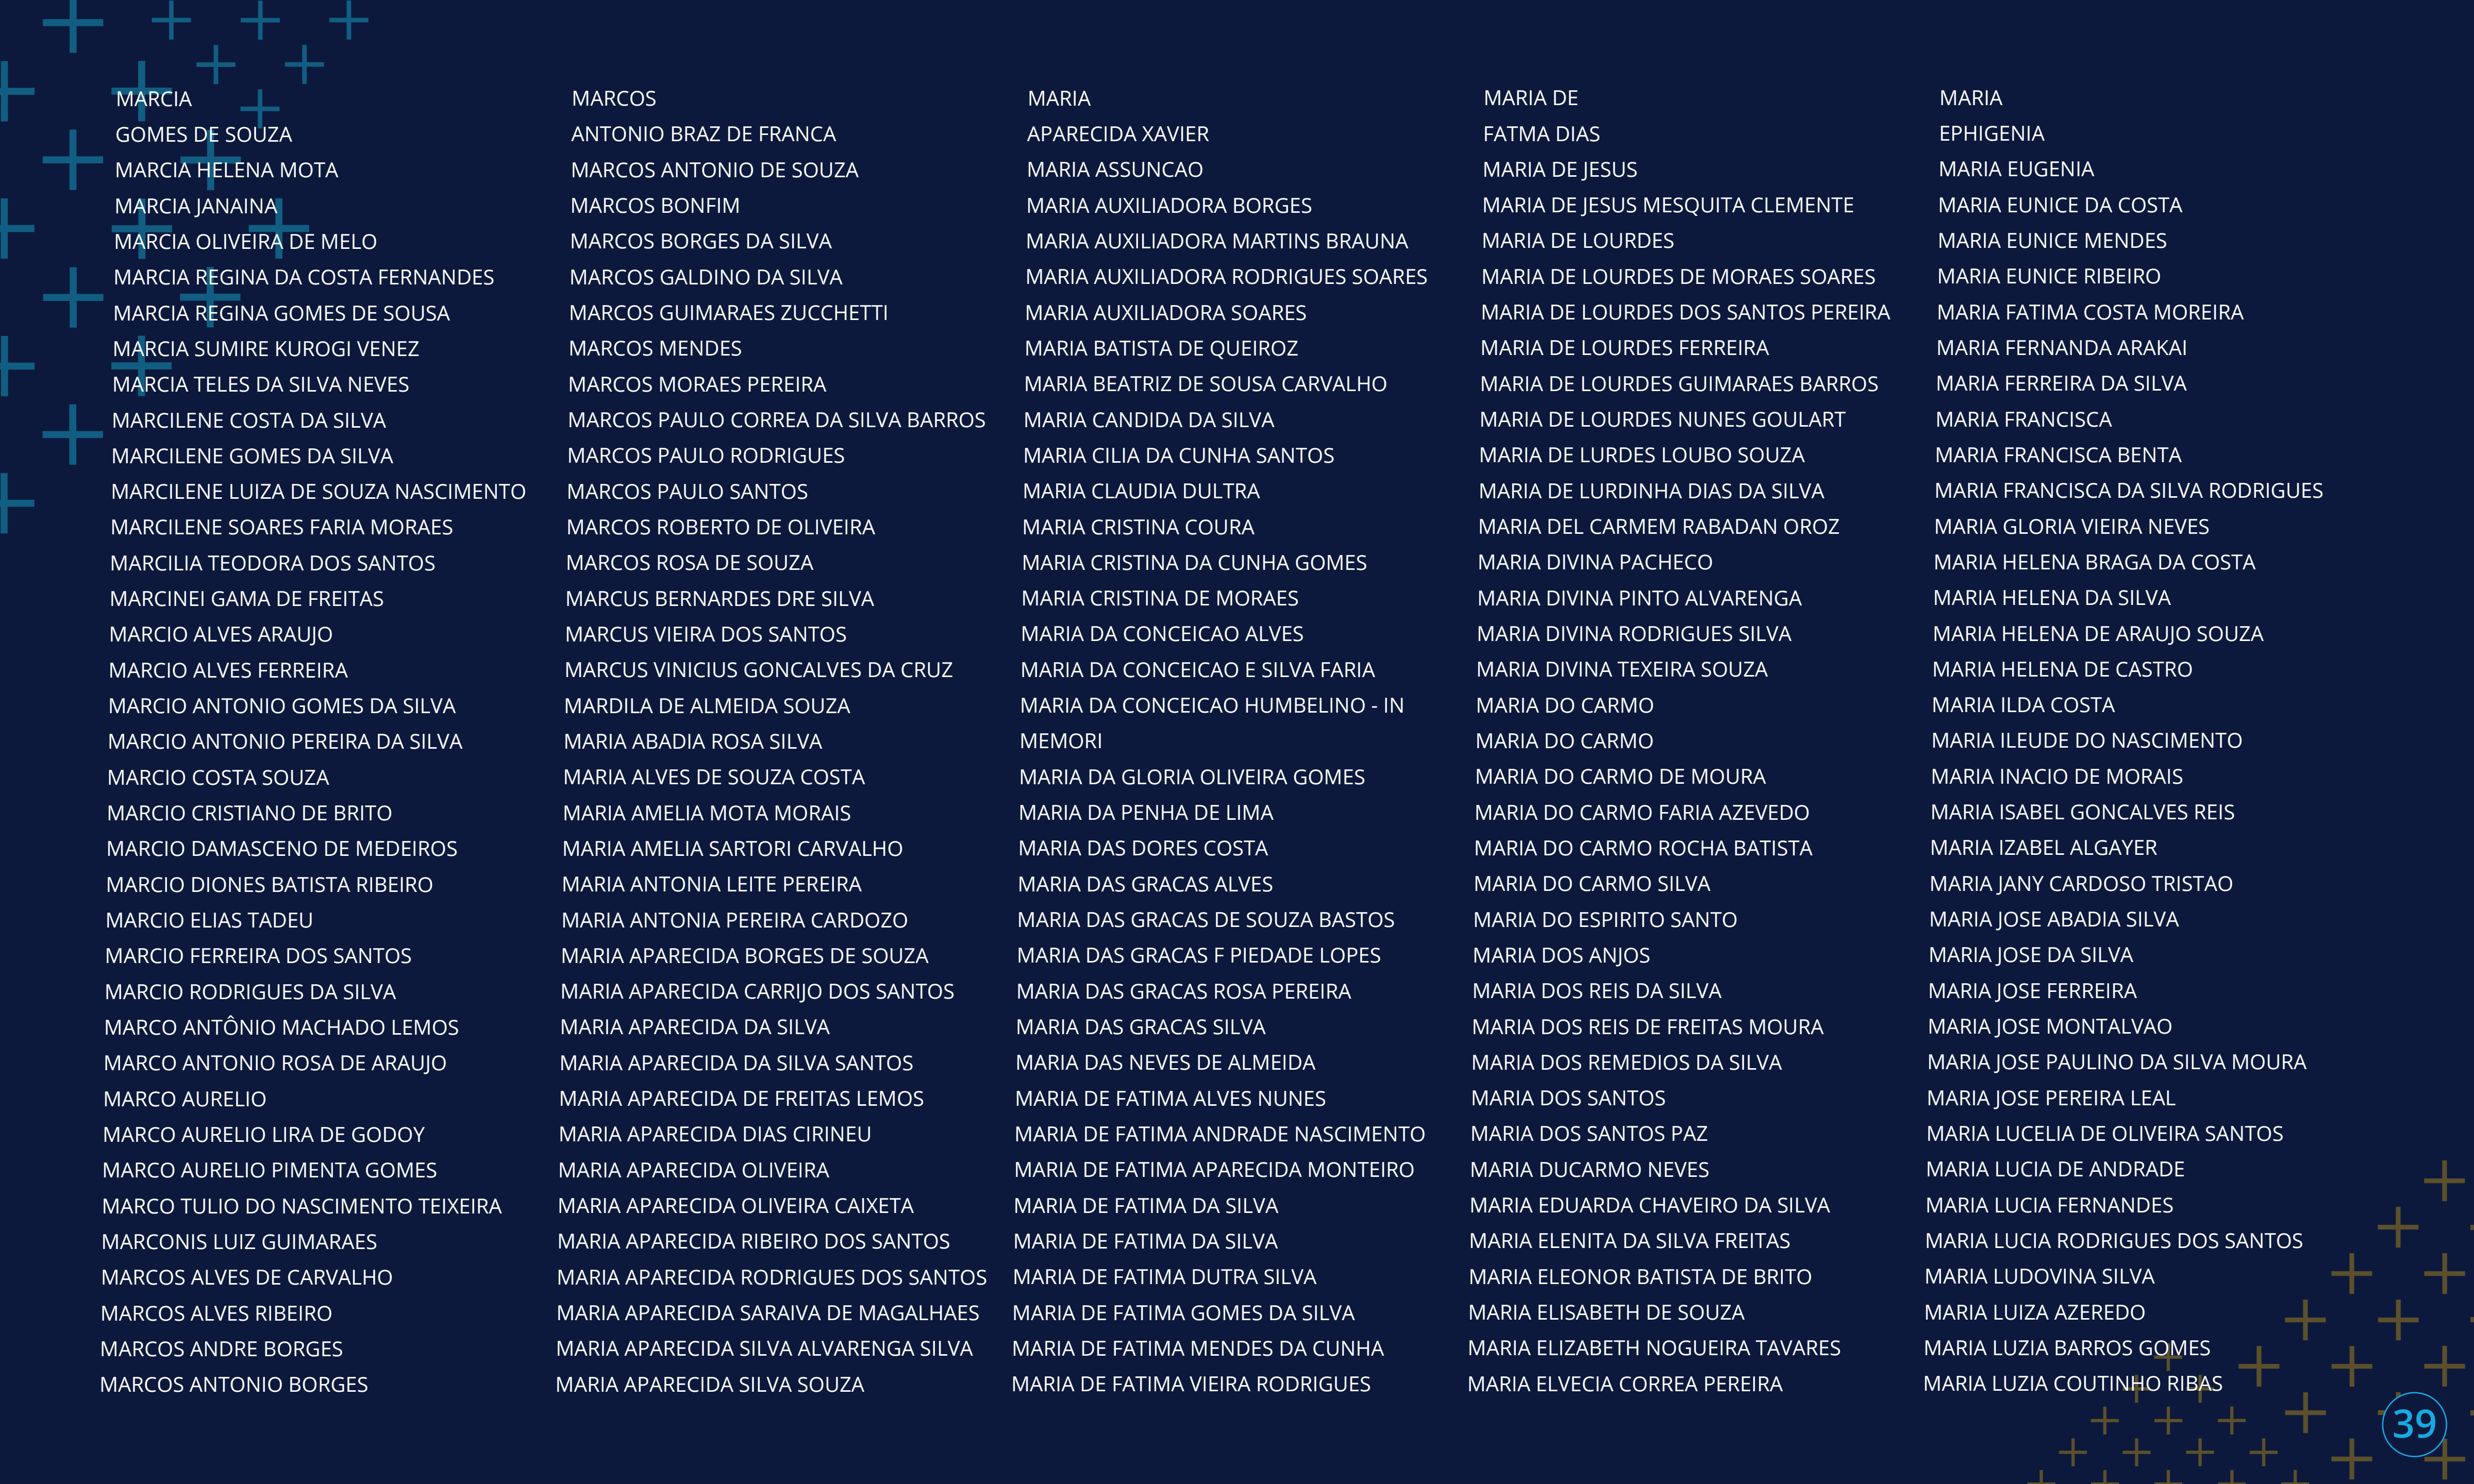 MARCIA
GOMES DE SOUZA
MARCIA HELENA MOTA
MARCIA JANAINA
MARCIA OLIVEIRA DE MELO
MARCIA REGINA DA COSTA FERNANDES
MARCIA REGINA GOMES DE SOUSA
MARCIA SUMIRE KUROGI VENEZ
MARCIA TELES DA SILVA NEVES
MARCILENE COSTA DA SILVA
MARCILENE GOMES DA SILVA
MARCILENE LUIZA DE SOUZA NASCIMENTO
MARCILENE SOARES FARIA MORAES
MARCILIA TEODORA DOS SANTOS
MARCINEI GAMA DE FREITAS
MARCIO ALVES ARAUJO
MARCIO ALVES FERREIRA
MARCIO ANTONIO GOMES DA SILVA
MARCIO ANTONIO PEREIRA DA SILVA
MARCIO COSTA SOUZA
MARCIO CRISTIANO DE BRITO
MARCIO DAMASCENO DE MEDEIROS
MARCIO DIONES BATISTA RIBEIRO
MARCIO ELIAS TADEU
MARCIO FERREIRA DOS SANTOS
MARCIO RODRIGUES DA SILVA
MARCO ANTÔNIO MACHADO LEMOS
MARCO ANTONIO ROSA DE ARAUJO
MARCO AURELIO
MARCO AURELIO LIRA DE GODOY
MARCO AURELIO PIMENTA GOMES
MARCO TULIO DO NASCIMENTO TEIXEIRA
MARCONIS LUIZ GUIMARAES
MARCOS ALVES DE CARVALHO
MARCOS ALVES RIBEIRO
MARCOS ANDRE BORGES
MARCOS ANTONIO BORGES
MARCOS
ANTONIO BRAZ DE FRANCA
MARCOS ANTONIO DE SOUZA
MARCOS BONFIM
MARCOS BORGES DA SILVA
MARCOS GALDINO DA SILVA
MARCOS GUIMARAES ZUCCHETTI
MARCOS MENDES
MARCOS MORAES PEREIRA
MARCOS PAULO CORREA DA SILVA BARROS
MARCOS PAULO RODRIGUES
MARCOS PAULO SANTOS
MARCOS ROBERTO DE OLIVEIRA
MARCOS ROSA DE SOUZA
MARCUS BERNARDES DRE SILVA
MARCUS VIEIRA DOS SANTOS
MARCUS VINICIUS GONCALVES DA CRUZ
MARDILA DE ALMEIDA SOUZA
MARIA ABADIA ROSA SILVA
MARIA ALVES DE SOUZA COSTA
MARIA AMELIA MOTA MORAIS
MARIA AMELIA SARTORI CARVALHO
MARIA ANTONIA LEITE PEREIRA
MARIA ANTONIA PEREIRA CARDOZO
MARIA APARECIDA BORGES DE SOUZA
MARIA APARECIDA CARRIJO DOS SANTOS
MARIA APARECIDA DA SILVA
MARIA APARECIDA DA SILVA SANTOS
MARIA APARECIDA DE FREITAS LEMOS
MARIA APARECIDA DIAS CIRINEU
MARIA APARECIDA OLIVEIRA
MARIA APARECIDA OLIVEIRA CAIXETA
MARIA APARECIDA RIBEIRO DOS SANTOS
MARIA APARECIDA RODRIGUES DOS SANTOS
MARIA APARECIDA SARAIVA DE MAGALHAES
MARIA APARECIDA SILVA ALVARENGA SILVA
MARIA APARECIDA SILVA SOUZA
MARIA
APARECIDA XAVIER
MARIA ASSUNCAO
MARIA AUXILIADORA BORGES
MARIA AUXILIADORA MARTINS BRAUNA
MARIA AUXILIADORA RODRIGUES SOARES
MARIA AUXILIADORA SOARES
MARIA BATISTA DE QUEIROZ
MARIA BEATRIZ DE SOUSA CARVALHO
MARIA CANDIDA DA SILVA
MARIA CILIA DA CUNHA SANTOS
MARIA CLAUDIA DULTRA
MARIA CRISTINA COURA
MARIA CRISTINA DA CUNHA GOMES
MARIA CRISTINA DE MORAES
MARIA DA CONCEICAO ALVES
MARIA DA CONCEICAO E SILVA FARIA
MARIA DA CONCEICAO HUMBELINO - IN
MEMORI
MARIA DA GLORIA OLIVEIRA GOMES
MARIA DA PENHA DE LIMA
MARIA DAS DORES COSTA
MARIA DAS GRACAS ALVES
MARIA DAS GRACAS DE SOUZA BASTOS
MARIA DAS GRACAS F PIEDADE LOPES
MARIA DAS GRACAS ROSA PEREIRA
MARIA DAS GRACAS SILVA
MARIA DAS NEVES DE ALMEIDA
MARIA DE FATIMA ALVES NUNES
MARIA DE FATIMA ANDRADE NASCIMENTO
MARIA DE FATIMA APARECIDA MONTEIRO
MARIA DE FATIMA DA SILVA
MARIA DE FATIMA DA SILVA
MARIA DE FATIMA DUTRA SILVA
MARIA DE FATIMA GOMES DA SILVA
MARIA DE FATIMA MENDES DA CUNHA
MARIA DE FATIMA VIEIRA RODRIGUES
MARIA DE
FATMA DIAS
MARIA DE JESUS
MARIA DE JESUS MESQUITA CLEMENTE
MARIA DE LOURDES
MARIA DE LOURDES DE MORAES SOARES
MARIA DE LOURDES DOS SANTOS PEREIRA
MARIA DE LOURDES FERREIRA
MARIA DE LOURDES GUIMARAES BARROS
MARIA DE LOURDES NUNES GOULART
MARIA DE LURDES LOUBO SOUZA
MARIA DE LURDINHA DIAS DA SILVA
MARIA DEL CARMEM RABADAN OROZ
MARIA DIVINA PACHECO
MARIA DIVINA PINTO ALVARENGA
MARIA DIVINA RODRIGUES SILVA
MARIA DIVINA TEXEIRA SOUZA
MARIA DO CARMO
MARIA DO CARMO
MARIA DO CARMO DE MOURA
MARIA DO CARMO FARIA AZEVEDO
MARIA DO CARMO ROCHA BATISTA
MARIA DO CARMO SILVA
MARIA DO ESPIRITO SANTO
MARIA DOS ANJOS
MARIA DOS REIS DA SILVA
MARIA DOS REIS DE FREITAS MOURA
MARIA DOS REMEDIOS DA SILVA
MARIA DOS SANTOS
MARIA DOS SANTOS PAZ
MARIA DUCARMO NEVES
MARIA EDUARDA CHAVEIRO DA SILVA
MARIA ELENITA DA SILVA FREITAS
MARIA ELEONOR BATISTA DE BRITO
MARIA ELISABETH DE SOUZA
MARIA ELIZABETH NOGUEIRA TAVARES
MARIA ELVECIA CORREA PEREIRA
MARIA
EPHIGENIA
MARIA EUGENIA
MARIA EUNICE DA COSTA
MARIA EUNICE MENDES
MARIA EUNICE RIBEIRO
MARIA FATIMA COSTA MOREIRA
MARIA FERNANDA ARAKAI
MARIA FERREIRA DA SILVA
MARIA FRANCISCA
MARIA FRANCISCA BENTA
MARIA FRANCISCA DA SILVA RODRIGUES
MARIA GLORIA VIEIRA NEVES
MARIA HELENA BRAGA DA COSTA
MARIA HELENA DA SILVA
MARIA HELENA DE ARAUJO SOUZA
MARIA HELENA DE CASTRO
MARIA ILDA COSTA
MARIA ILEUDE DO NASCIMENTO
MARIA INACIO DE MORAIS
MARIA ISABEL GONCALVES REIS
MARIA IZABEL ALGAYER
MARIA JANY CARDOSO TRISTAO
MARIA JOSE ABADIA SILVA
MARIA JOSE DA SILVA
MARIA JOSE FERREIRA
MARIA JOSE MONTALVAO
MARIA JOSE PAULINO DA SILVA MOURA
MARIA JOSE PEREIRA LEAL
MARIA LUCELIA DE OLIVEIRA SANTOS
MARIA LUCIA DE ANDRADE
MARIA LUCIA FERNANDES
MARIA LUCIA RODRIGUES DOS SANTOS
MARIA LUDOVINA SILVA
MARIA LUIZA AZEREDO
MARIA LUZIA BARROS GOMES
MARIA LUZIA COUTINHO RIBAS
39